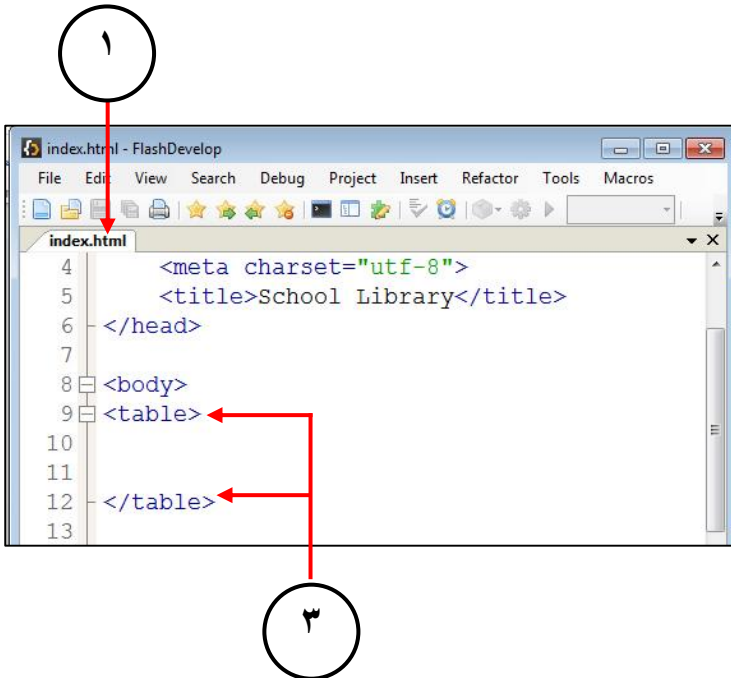 ١
index.html - FlashDevelop
File Edit View Search Debug Project Insert Refactor Tools Macros
index.html
4 <meta charset="utf-8">
5 <title>School Library</title>
6 </head>
7
8 <body>
9 <table>
10
11
12 </table>
13
٣